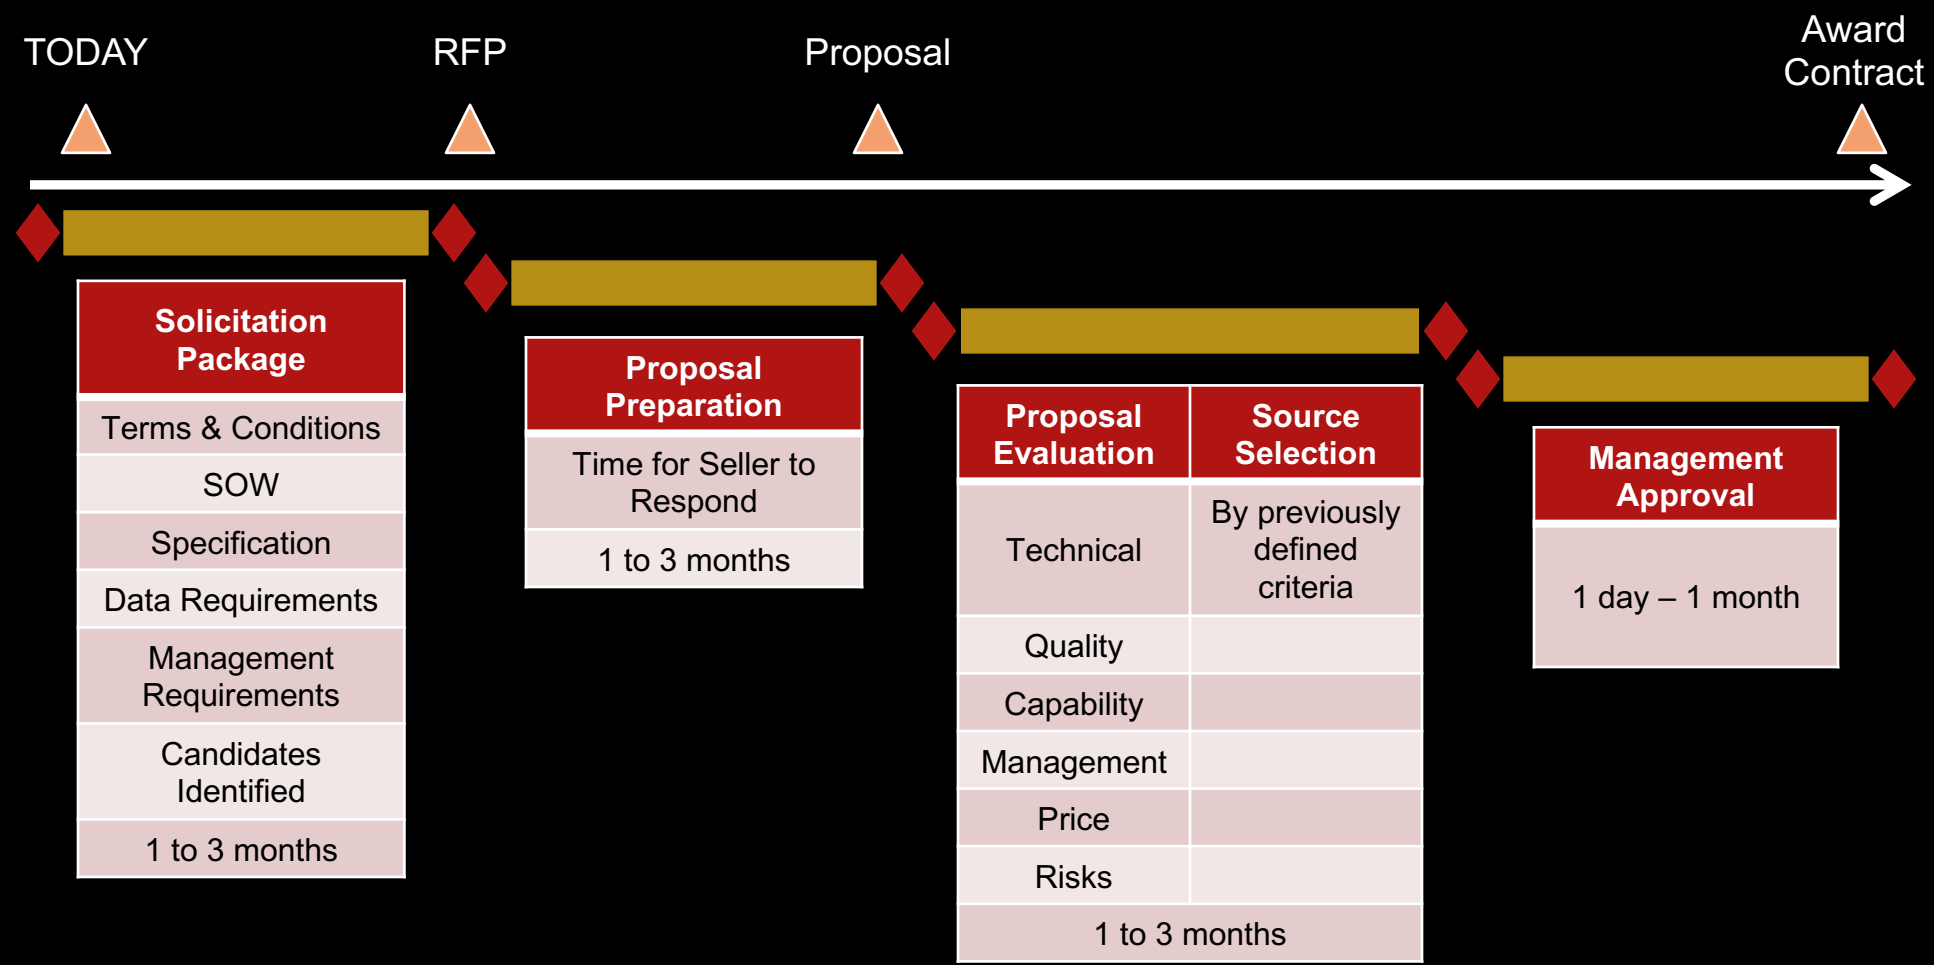 TODAY
RFP
Proposal
Award
Contract
Solicitation
Package
Terms & Conditions
SOW
Specification
Data Requirements
Management
Requirements
Candidates
Identified
1 to 3 months
Proposal
Preparation
Time for Seller to
Respond
1 to 3 months
Proposal
Evaluation
Source
Selection
Technical
By previously
defined
criteria
Quality
Capability
Management
Price
Risks
1 to 3 months
Management
Approval
1 day – 1 month